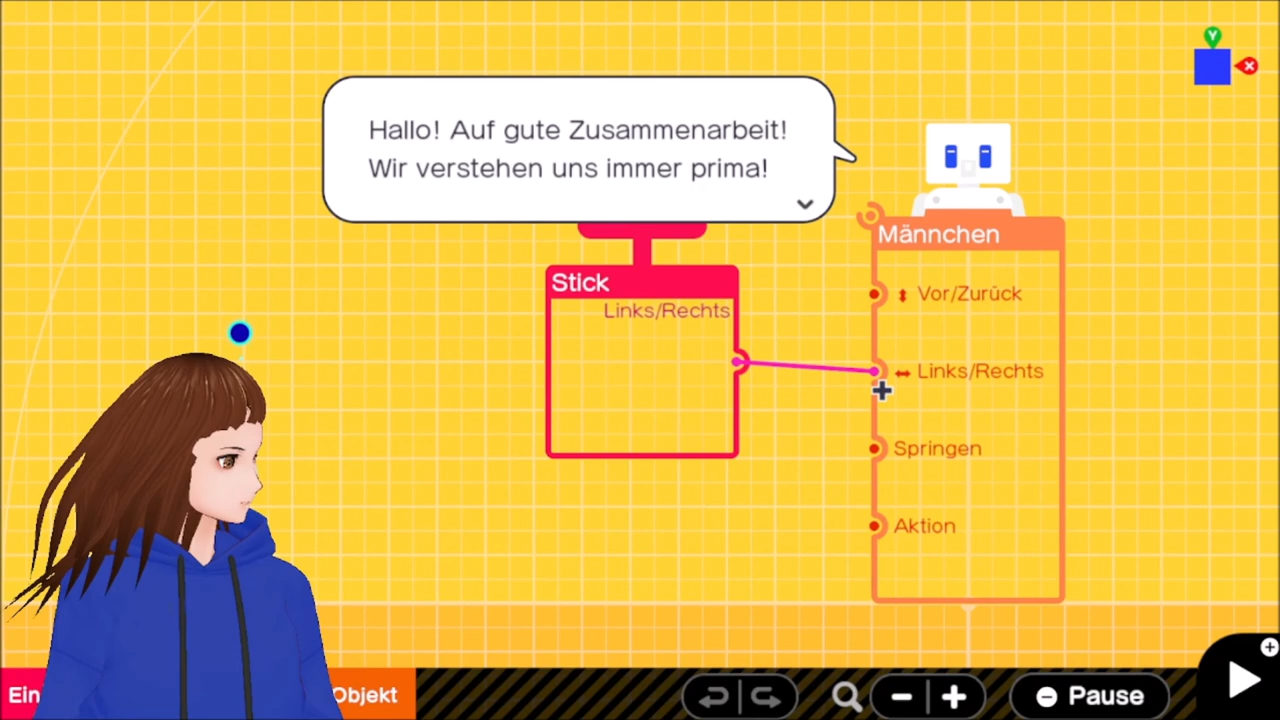 Y
X
Hallo! Auf gute Zusammenarbeit!
Wir verstehen uns immer prima!
Stick
Links/Rechts
Männchen
Vor/Zurück
Links/Rechts
Springen
Aktion
Ein
Objekt
Pause